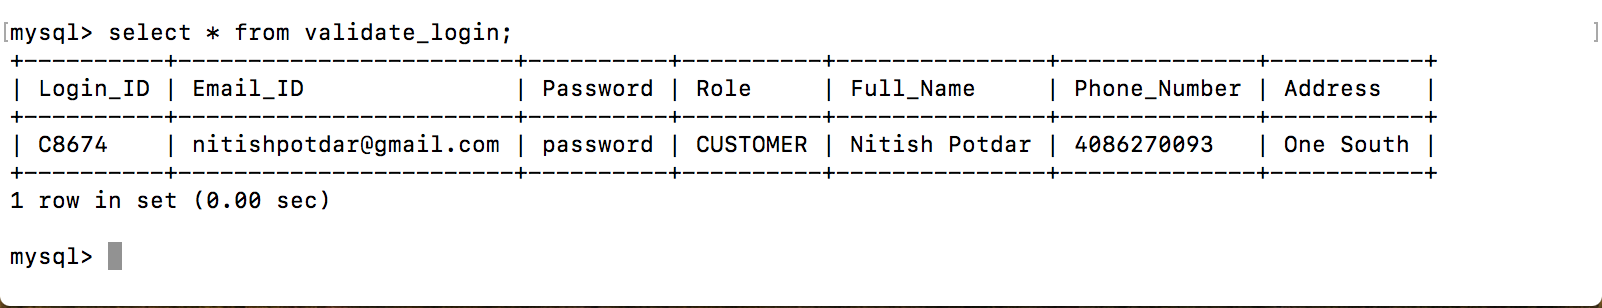 [mysql> select * from validate_login; ]
+-----------+------------------------+----------+----------+---------------+--------------+-----------+
| Login_ID | Email_ID               | Password | Role     | Full_Name     | Phone_Number | Address   |
+-----------+------------------------+----------+----------+---------------+--------------+-----------+
| C8674    | nitishpotdar@gmail.com | password | CUSTOMER | Nitish Potdar | 4086270093   | One South |
+-----------+------------------------+----------+----------+---------------+--------------+-----------+
1 row in set (0.00 sec)
mysql>